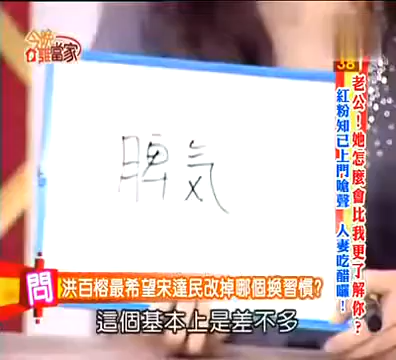 今晚誰當家
38
老公！她怎麼會比我更了解你？
紅粉知已上門嗆聲 人妻吃醋囉！
脾気
問 洪百榕最希望宋達民改掉哪個換習慣?
這個基本上是差不多